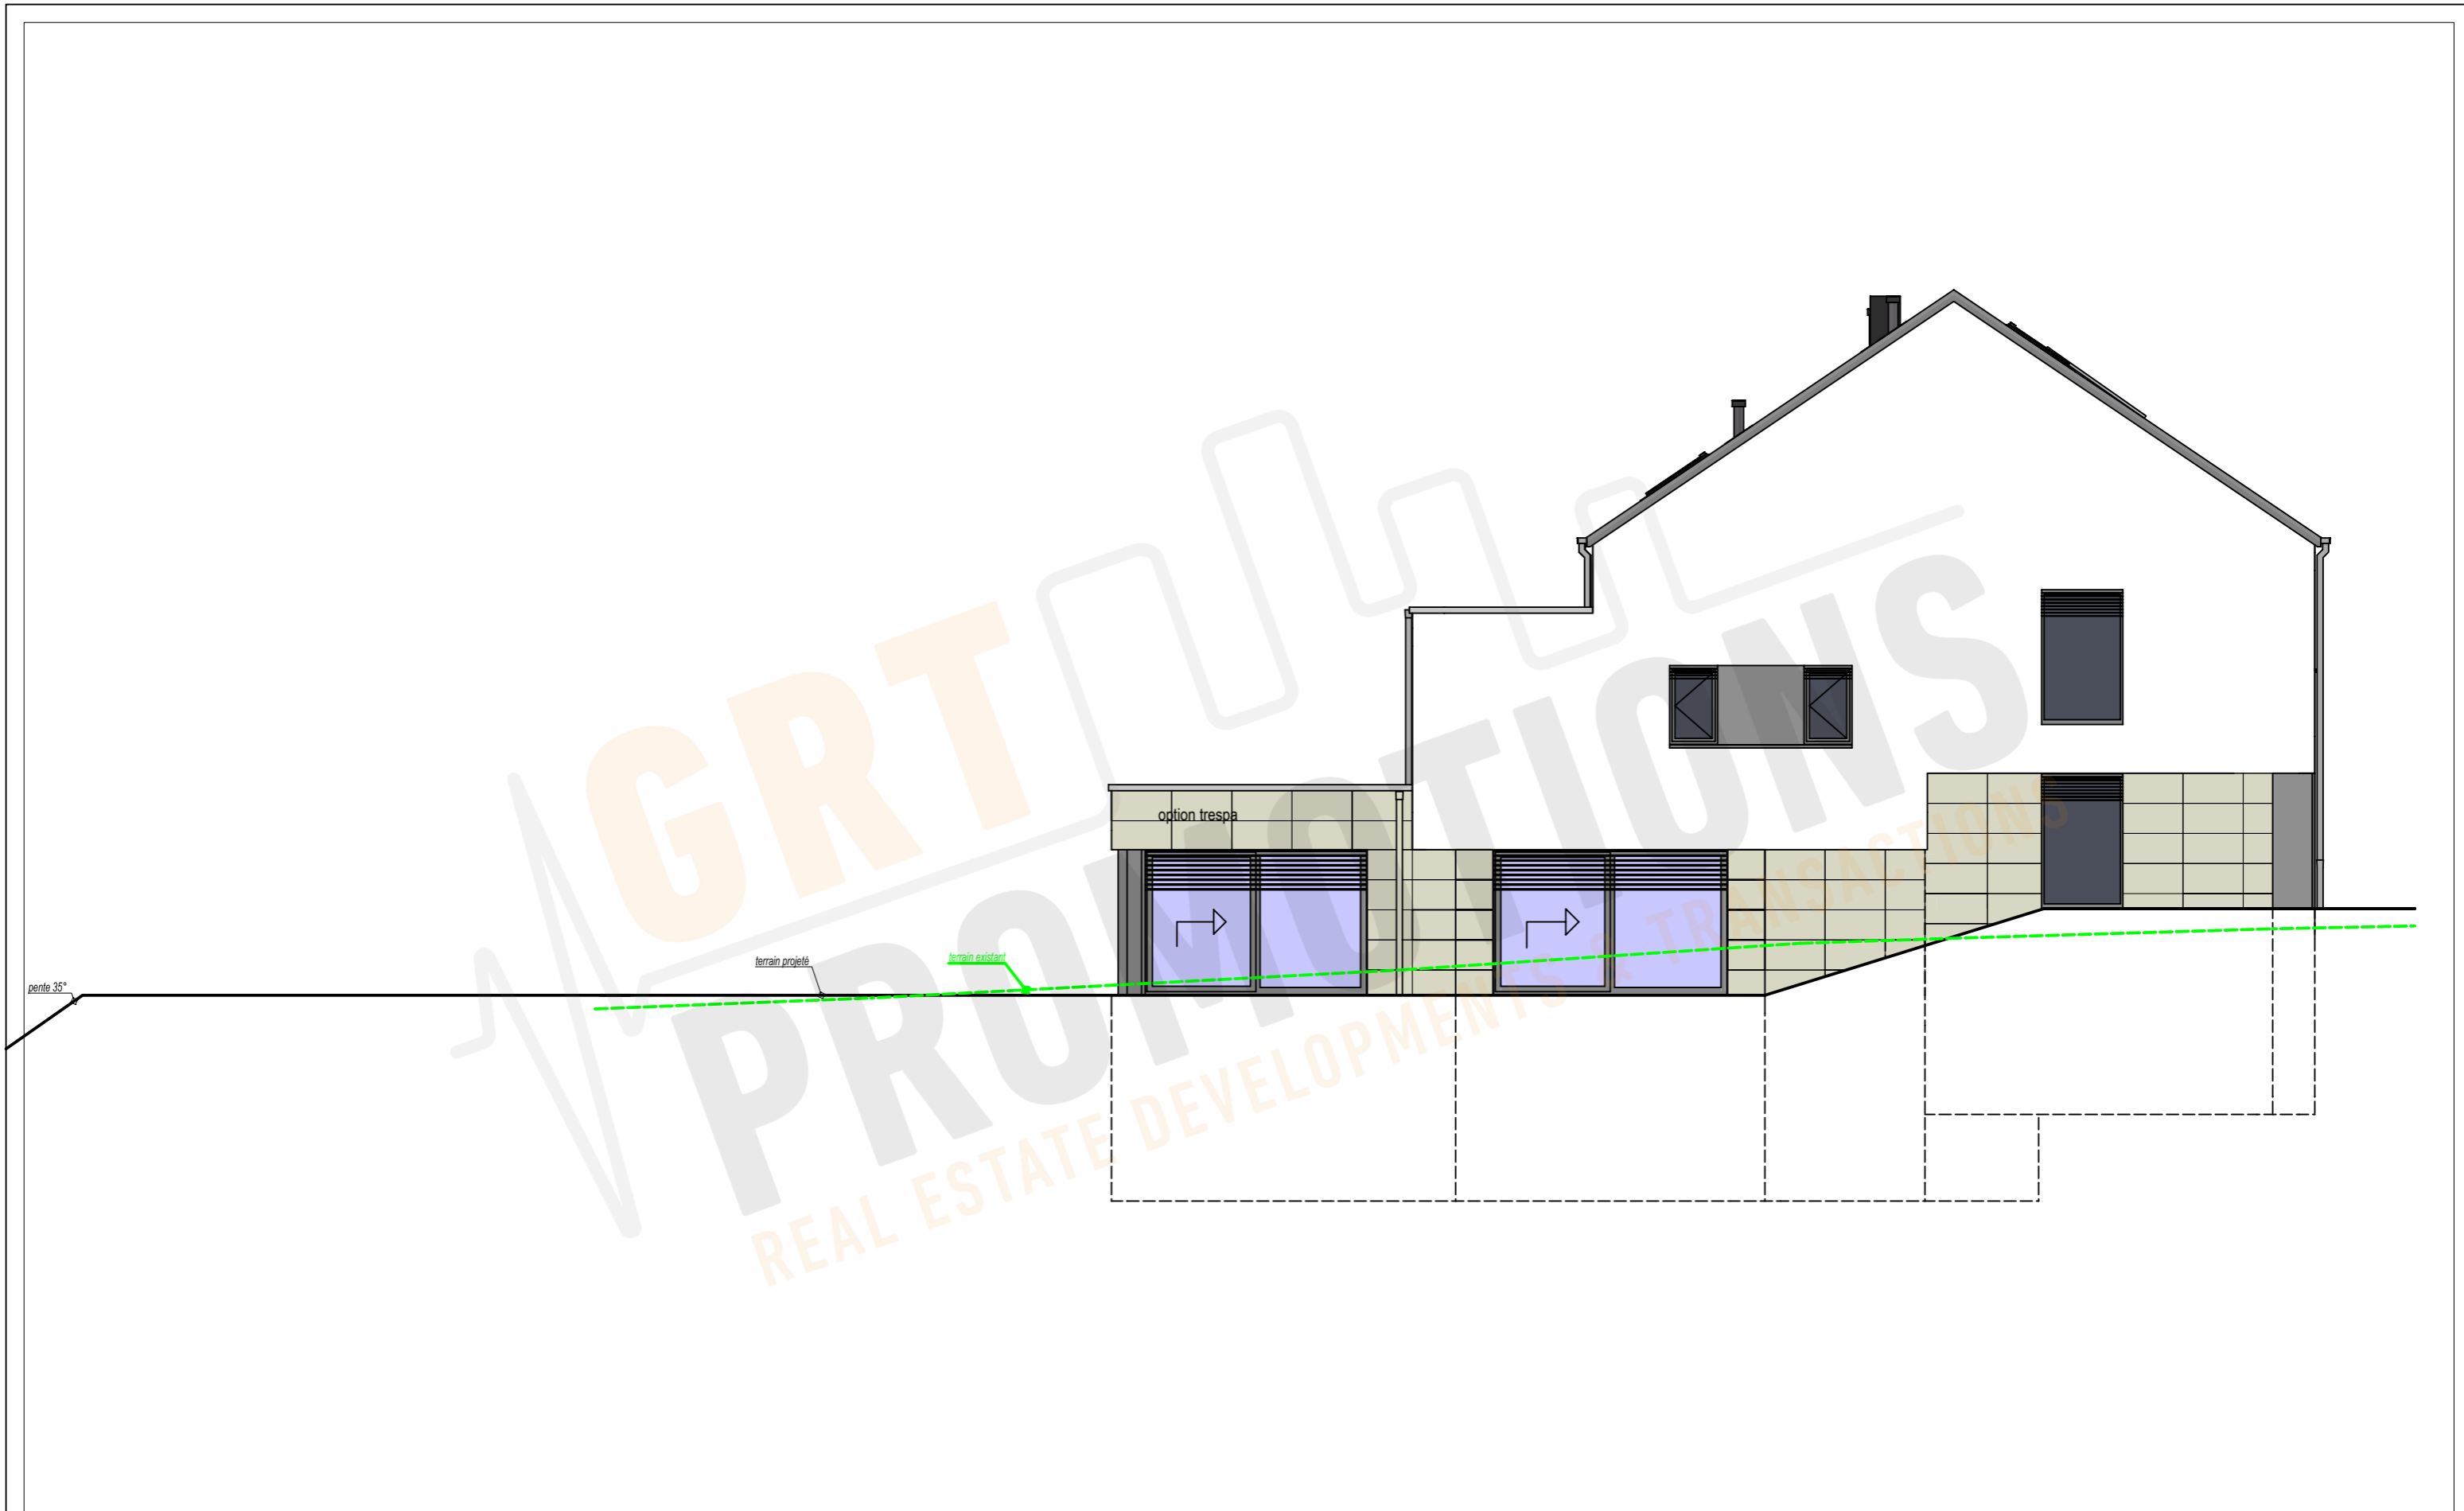 GRT
PROMOTIONS
REAL ESTATE DEVELOPMENTS & TRANSACTIONS
option trespa
terrain projeté
terrain existant
pente 35°